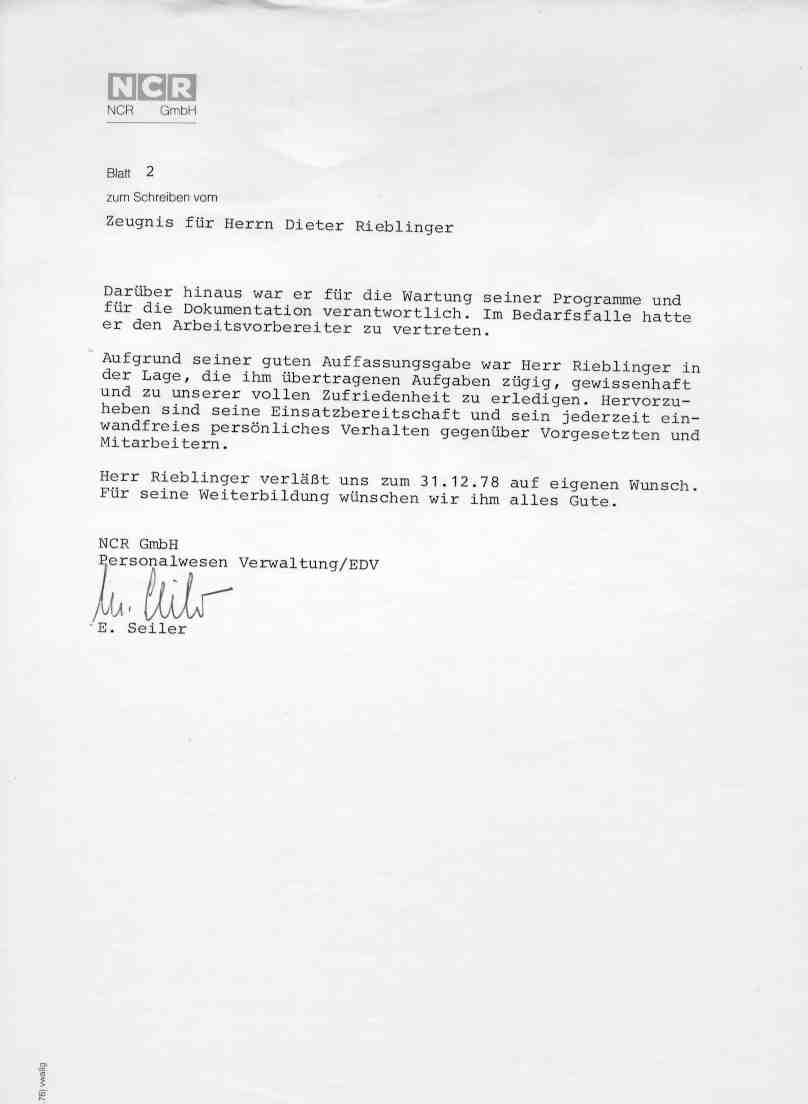 NCR
NCR GmbH
Blatt 2
zum Schreiben vom
Zeugnis für Herrn Dieter Rieblinger
Darüber hinaus war er für die Wartung seiner Programme und
für die Dokumentation verantwortlich. Im Bedarfsfalle hatte
er den Arbeitsvorbereiter zu vertreten.
Aufgrund seiner guten Auffassungsgabe war Herr Rieblinger in
der Lage, die ihm übertragenen Aufgaben zügig, gewissenhaft
und zu unserer vollen Zufriedenheit zu erledigen. Hervorzu-
heben sind seine Einsatzbereitschaft und sein jederzeit ein-
wandfreies persönliches Verhalten gegenüber Vorgesetzten und
Mitarbeitern.
Herr Rieblinger verläßt uns zum 31.12.78 auf eigenen Wunsch.
Für seine Weiterbildung wünschen wir ihm alles Gute.
NCR GmbH
Personalwesen Verwaltung/EDV
E. Seiler